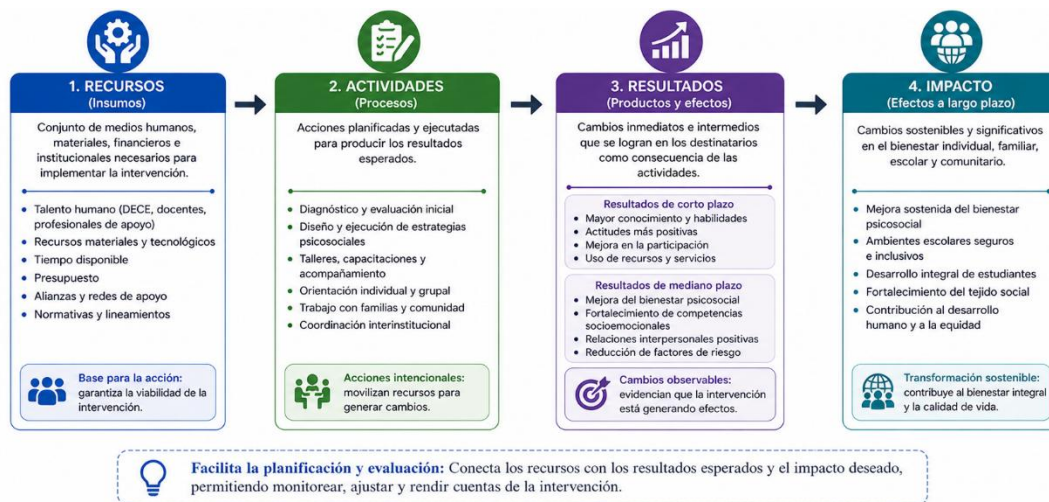 1. RECURSOS
(Insumos)
Conjunto de medios humanos,
materiales, financieros e
institucionales necesarios para
implementar la intervención.
• Talento humano (DECE, docentes,
profesionales de apoyo)
• Recursos materiales y tecnológicos
• Tiempo disponible
• Presupuesto
• Alianzas y redes de apoyo
• Normativas y lineamientos
Base para la acción:
garantiza la viabilidad de la
intervención.
2. ACTIVIDADES
(Procesos)
Acciones planificadas y ejecutadas
para producir los resultados
esperados.
• Diagnóstico y evaluación inicial
• Diseño y ejecución de estrategias
psicosociales
• Talleres, capacitaciones y
acompañamiento
• Orientación individual y grupal
• Trabajo con familias y comunidad
• Coordinación interinstitucional
Acciones intencionales:
movilizan recursos para
generar cambios.
3. RESULTADOS
(Productos y efectos)
Cambios inmediatos e intermedios
que se logran en los destinatarios
como consecuencia de las
actividades.
Resultados de corto plazo
• Mayor conocimiento y habilidades
• Actitudes más positivas
• Mejora en la participación
• Uso de recursos y servicios
Resultados de mediano plazo
• Mejora del bienestar psicosocial
• Fortalecimiento de competencias
socioemocionales
• Relaciones interpersonales positivas
• Reducción de factores de riesgo
Cambios observables:
evidencian que la intervención
está generando efectos.
4. IMPACTO
(Efectos a largo plazo)
Cambios sostenibles y significativos
en el bienestar individual, familiar,
escolar y comunitario.
• Mejora sostenida del bienestar
psicosocial
• Ambientes escolares seguros
e inclusivos
• Desarrollo integral de estudiantes
• Fortalecimiento del tejido social
• Contribución al desarrollo
humano y a la equidad
Transformación sostenible:
contribuye al bienestar integral
y la calidad de vida.
Facilita la planificación y evaluación: Conecta los recursos con los resultados esperados y el impacto deseado,
permitiendo monitorear, ajustar y rendir cuentas de la intervención.